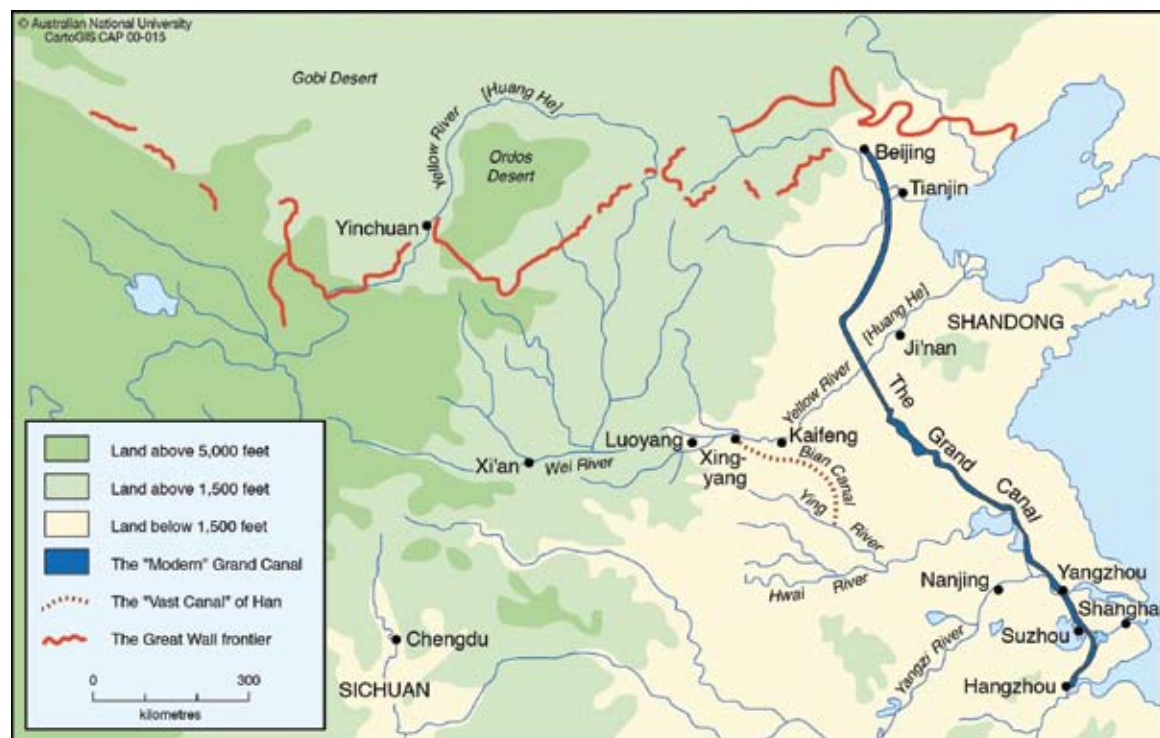 © Australian National University
CartoGIS CAP 00-015
Gobi Desert
Yellow River
[Huang He]
Ordos
Desert
Beijing
Tianjin
Yinchuan
[Huang He]
SHANDONG
Ji'nan
Yellow River
The Grand Canal
Luoyang
Kaifeng
Xing-
yang
Bian Canal
Xi'an
Wei River
Ying River
Hwai River
Nanjing
Yangzhou
Shangha
Suzhou
Yangzi River
Hangzhou
Chengdu
SICHUAN
Land above 5,000 feet
Land above 1,500 feet
Land below 1,500 feet
The "Modern" Grand Canal
The "Vast Canal" of Han
The Great Wall frontier
0 300
kilometres